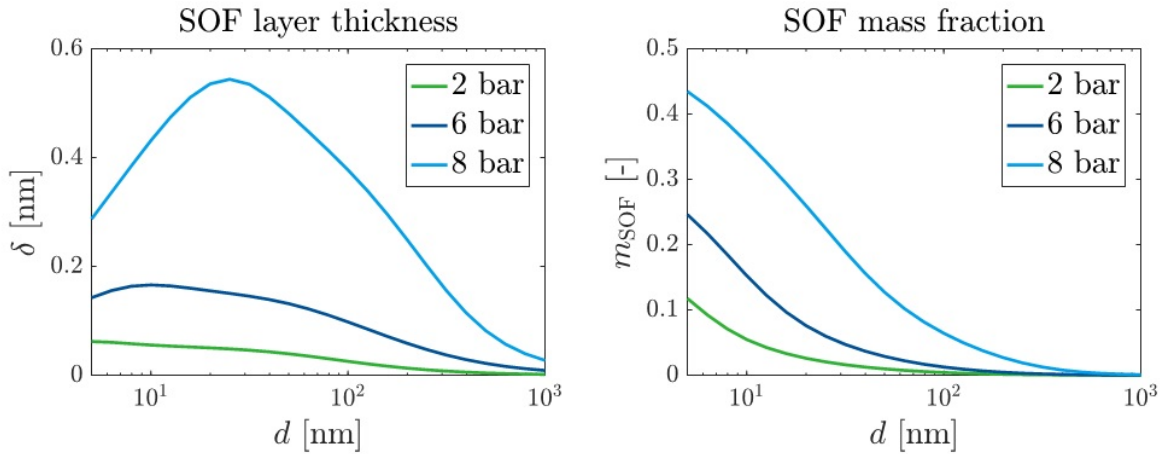 SOF layer thickness
0.6
0.4
0.2
0
δ [nm]
10¹
10²
10³
d [nm]
2 bar
6 bar
8 bar
SOF mass fraction
0.5
0.4
0.3
0.2
0.1
0
m_SOF [-]
10¹
10²
10³
d [nm]
2 bar
6 bar
8 bar